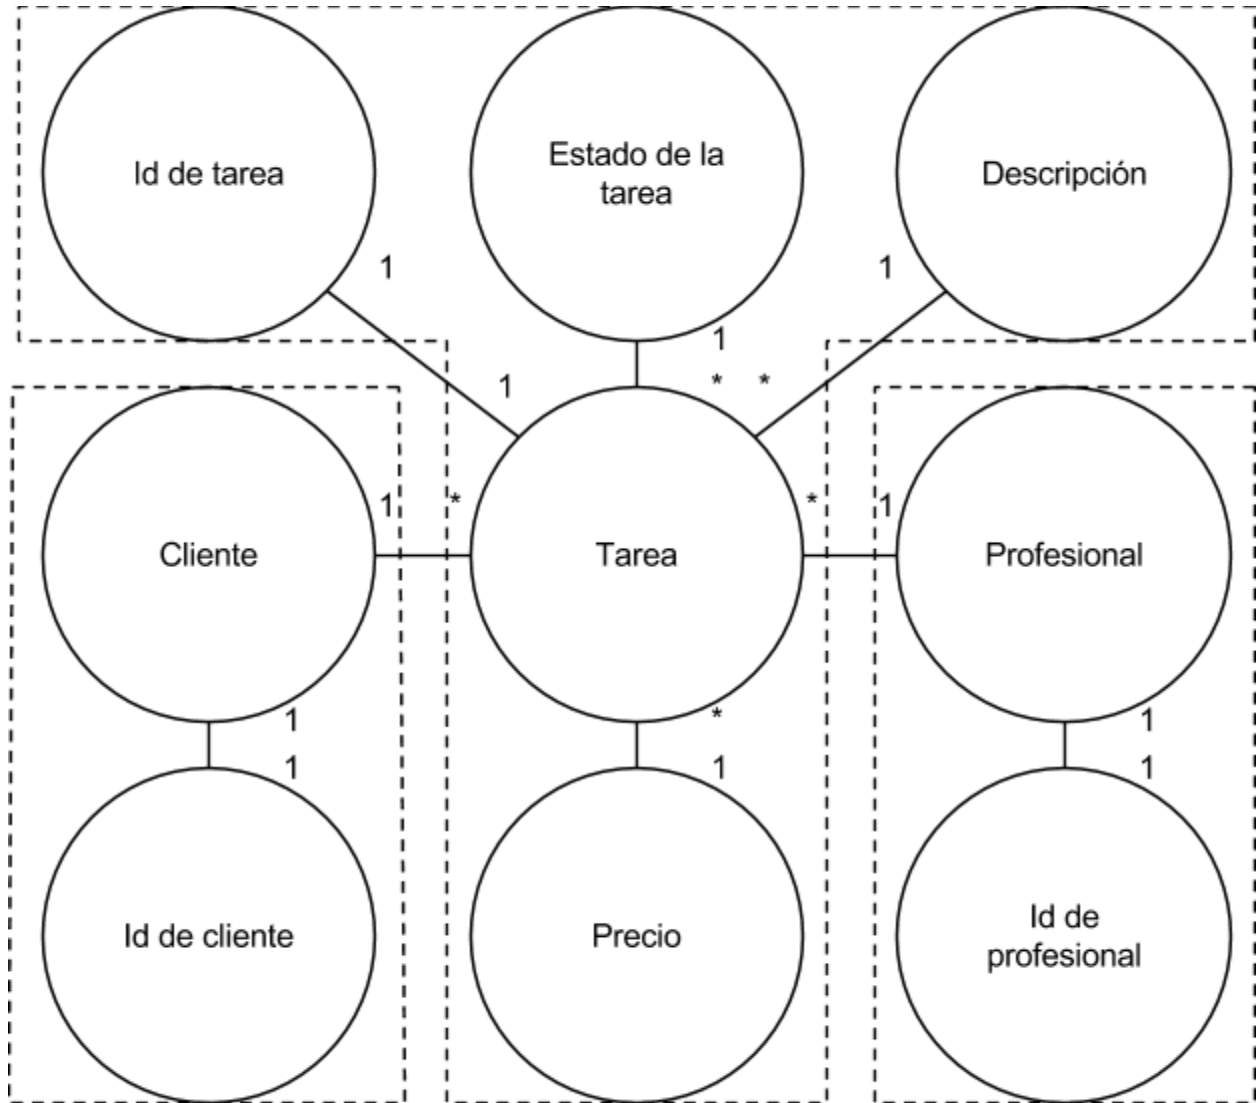 Id de tarea
Estado de la
tarea
Descripción
1
1
1
1
*
*
Cliente
1
*
Tarea
*
1
Profesional
1
1
*
1
1
1
Id de cliente
Precio
Id de
profesional